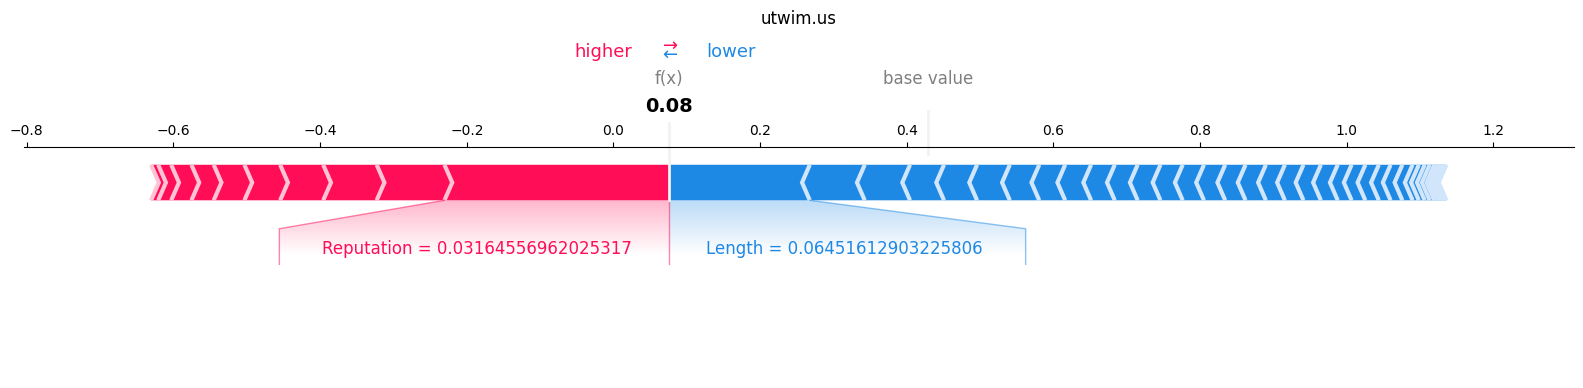 utwim.us
higher ⇄ lower
f(x) base value
0.08
−0.8 −0.6 −0.4 −0.2 0.0 0.2 0.4 0.6 0.8 1.0 1.2
Reputation = 0.03164556962025317 Length = 0.06451612903225806